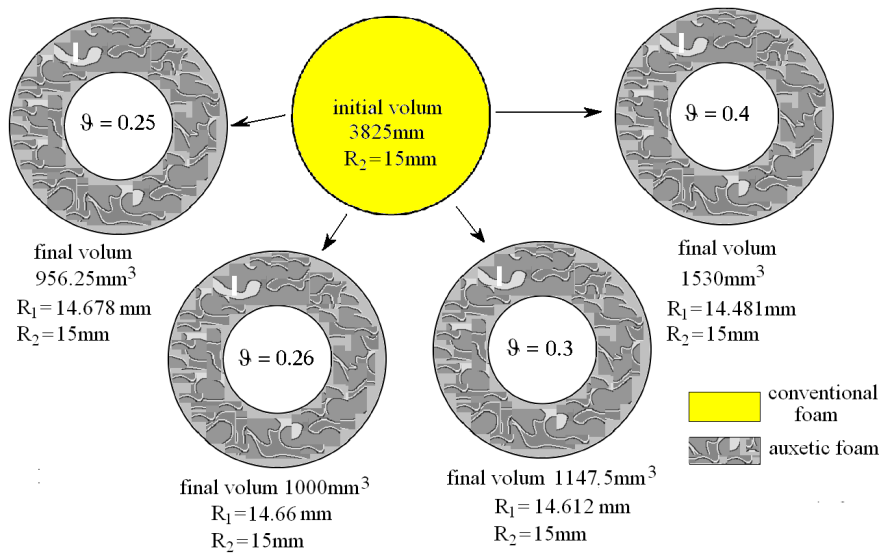 ϑ = 0.25
initial volum
3825mm
R₂=15mm
ϑ = 0.4
final volum
956.25mm³
R₁=14.678 mm
R₂=15mm
final volum
1530mm³
R₁=14.481mm
R₂=15mm
ϑ = 0.26
ϑ = 0.3
conventional
foam
auxetic foam
final volum 1000mm³
R₁=14.66 mm
R₂=15mm
final volum 1147.5mm³
R₁=14.612 mm
R₂=15mm